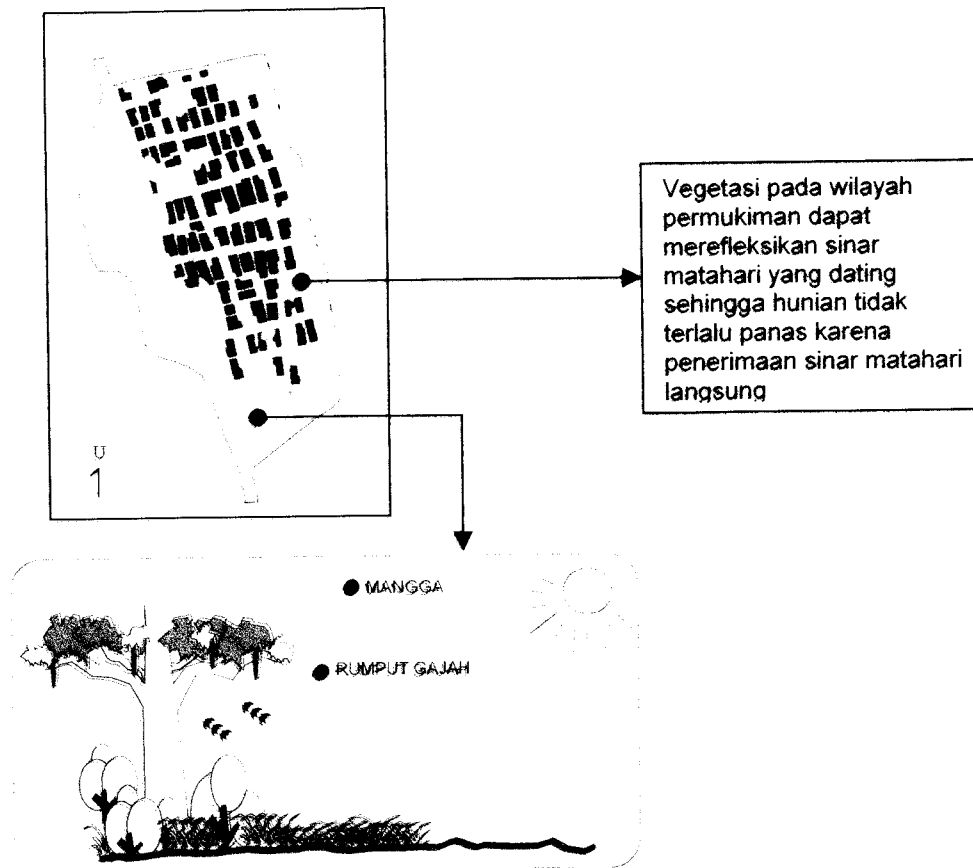 Vegetasi pada wilayah
permukiman dapat
merefleksikan sinar
matahari yang dating
sehingga hunian tidak
terlalu panas karena
penerimaan sinar matahari
langsung
U
1
MANGGA
RUMPUT GAJAH